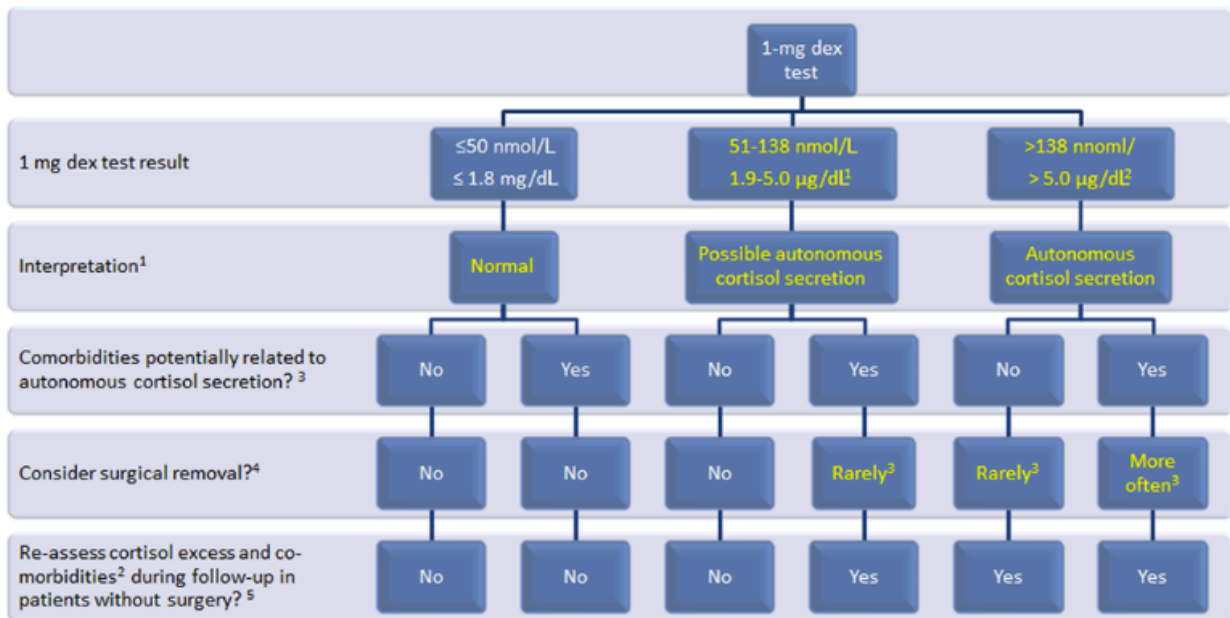 1-mg dex
test
1 mg dex test result
≤50 nmol/L
≤ 1.8 mg/dL
51-138 nmol/L
1.9-5.0 µg/dL¹
>138 nnoml/
> 5.0 µg/dL²
Interpretation¹
Normal
Possible autonomous
cortisol secretion
Autonomous
cortisol secretion
Comorbidities potentially related to
autonomous cortisol secretion? ³
No
Yes
No
Yes
No
Yes
Consider surgical removal?⁴
No
No
No
Rarely³
Rarely³
More
often³
Re-assess cortisol excess and co-
morbidities² during follow-up in
patients without surgery? ⁵
No
No
No
Yes
Yes
Yes